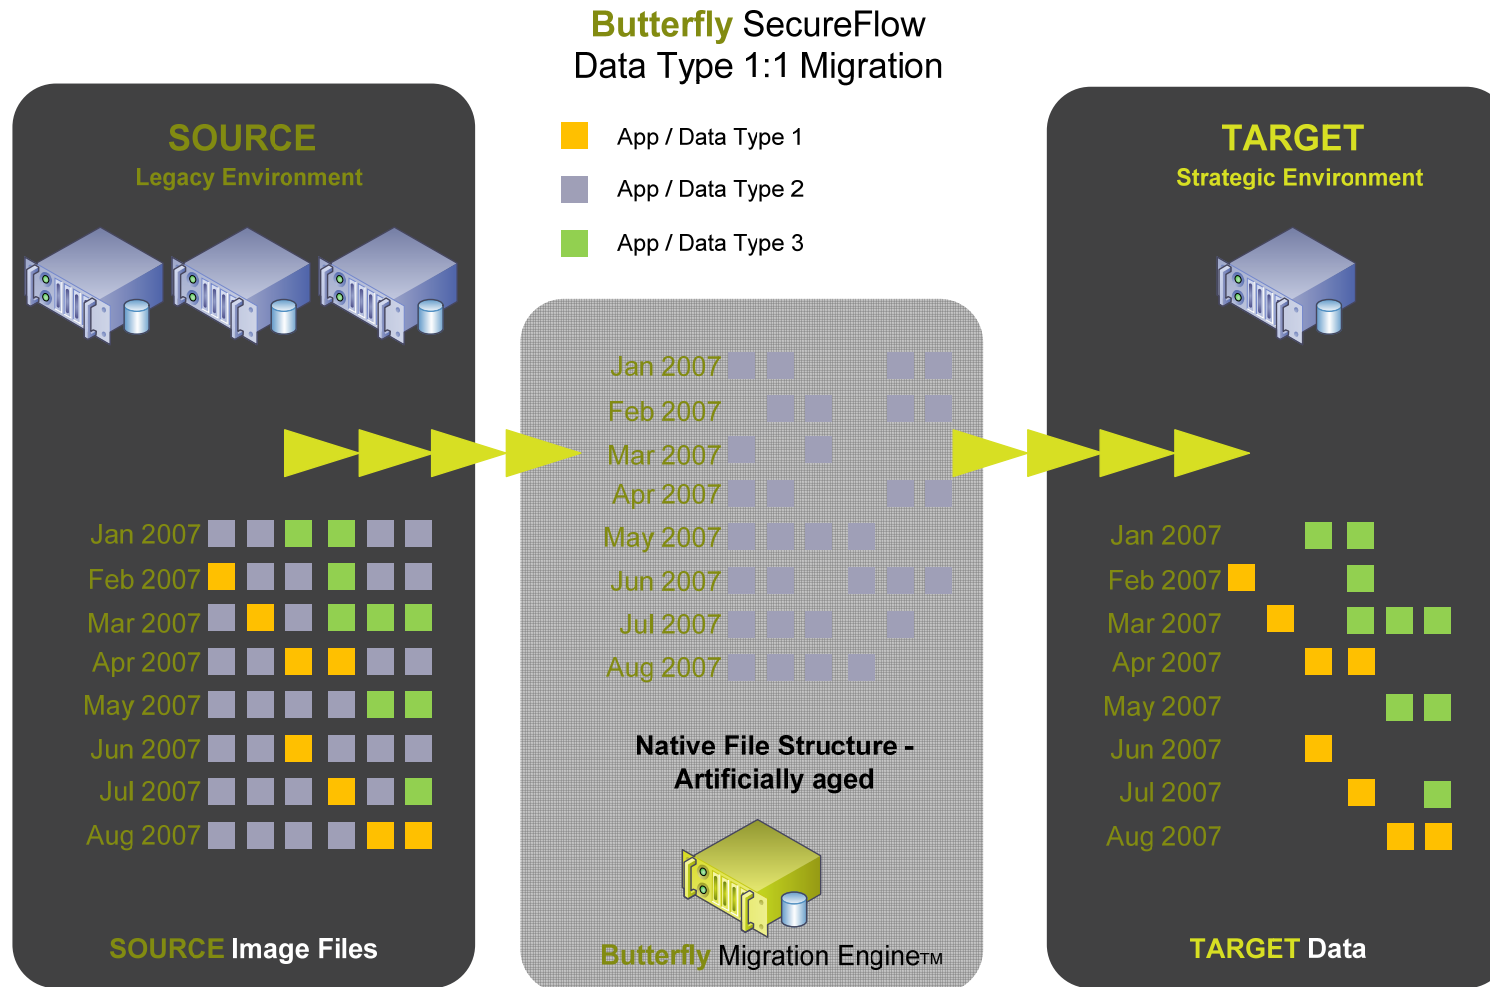 Butterfly SecureFlow
Data Type 1:1 Migration
App / Data Type 1
App / Data Type 2
App / Data Type 3
SOURCE
Legacy Environment
Jan 2007
Feb 2007
Mar 2007
Apr 2007
May 2007
Jun 2007
Jul 2007
Aug 2007
SOURCE Image Files
Jan 2007
Feb 2007
Mar 2007
Apr 2007
May 2007
Jun 2007
Jul 2007
Aug 2007
Native File Structure -
Artificially aged
Butterfly Migration Engine™
TARGET
Strategic Environment
Jan 2007
Feb 2007
Mar 2007
Apr 2007
May 2007
Jun 2007
Jul 2007
Aug 2007
TARGET Data